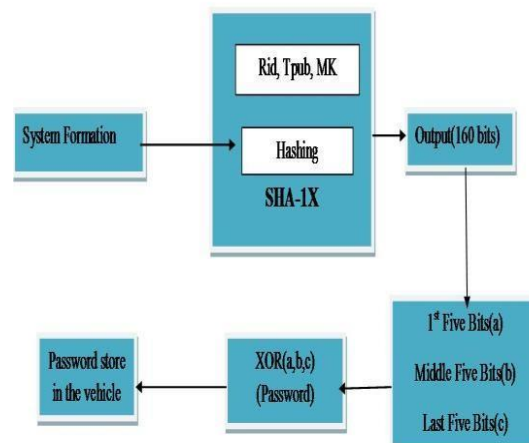 Rid, Tpub, MK
System Formation
Hashing
SHA-1X
Output(160 bits)
1st Five Bits(a)
Middle Five Bits(b)
Last Five Bits(c)
XOR(a,b,c)
(Password)
Password store
in the vehicle